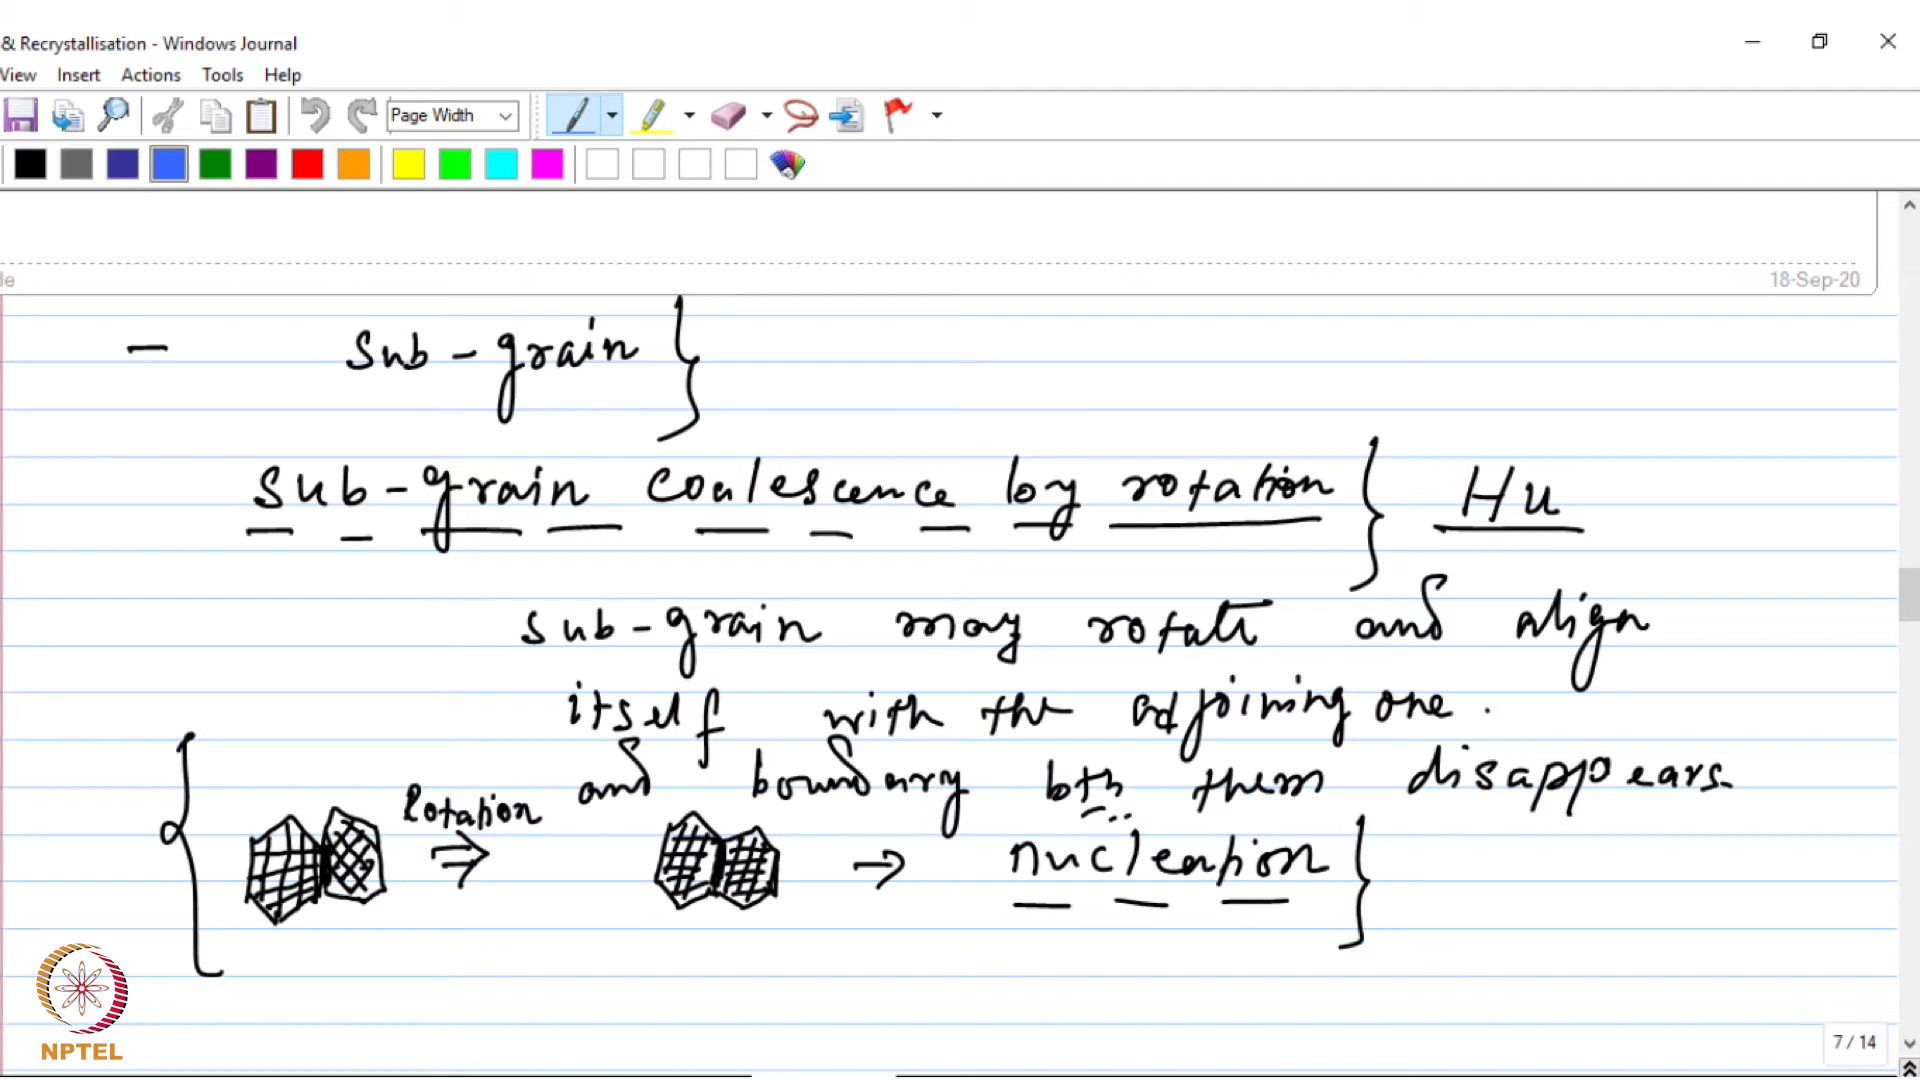 & Recrystallisation - Windows Journal
View Insert Actions Tools Help
Page Width
le 18-Sep-20
- sub-grain }
sub-grain coalescence by rotation } Hu
sub-grain may rotate and align
itself with the adjoining one.
and boundary btn them disappears.
Rotation
⇒ → nucleation }
NPTEL
7 / 14